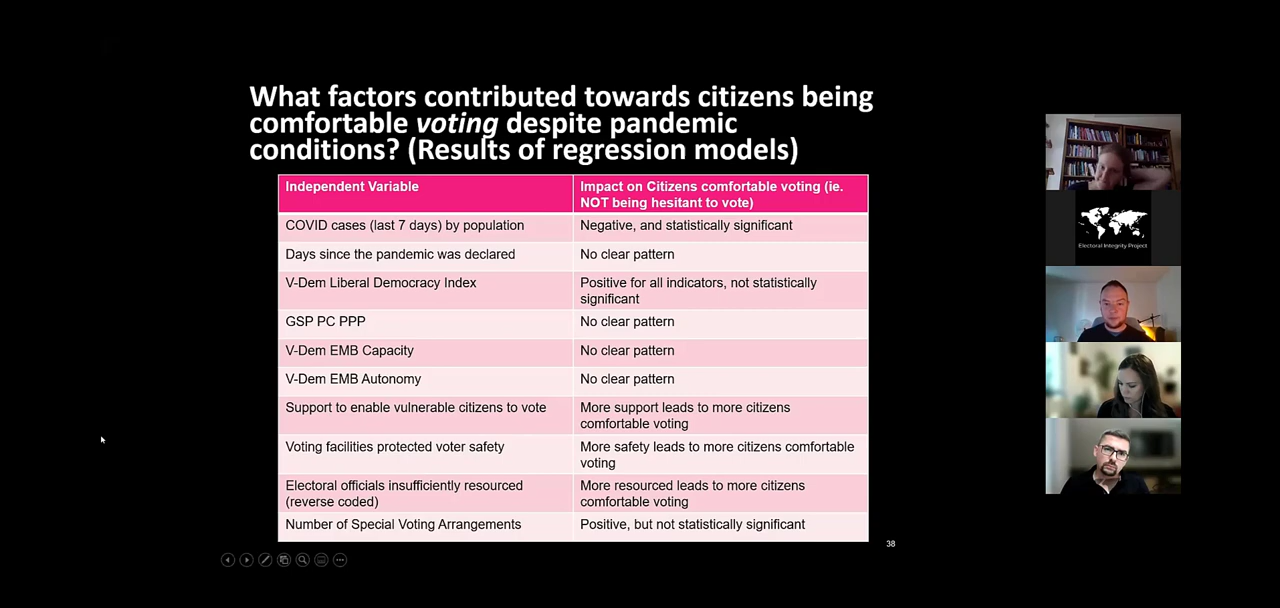 What factors contributed towards citizens being
comfortable voting despite pandemic
conditions? (Results of regression models)
Independent Variable
Impact on Citizens comfortable voting (ie.
NOT being hesitant to vote)
COVID cases (last 7 days) by population
Negative, and statistically significant
Days since the pandemic was declared
No clear pattern
V-Dem Liberal Democracy Index
Positive for all indicators, not statistically
significant
GSP PC PPP
No clear pattern
V-Dem EMB Capacity
No clear pattern
V-Dem EMB Autonomy
No clear pattern
Support to enable vulnerable citizens to vote
More support leads to more citizens
comfortable voting
Voting facilities protected voter safety
More safety leads to more citizens comfortable
voting
Electoral officials insufficiently resourced
(reverse coded)
More resourced leads to more citizens
comfortable voting
Number of Special Voting Arrangements
Positive, but not statistically significant
38
Electoral Integrity Project